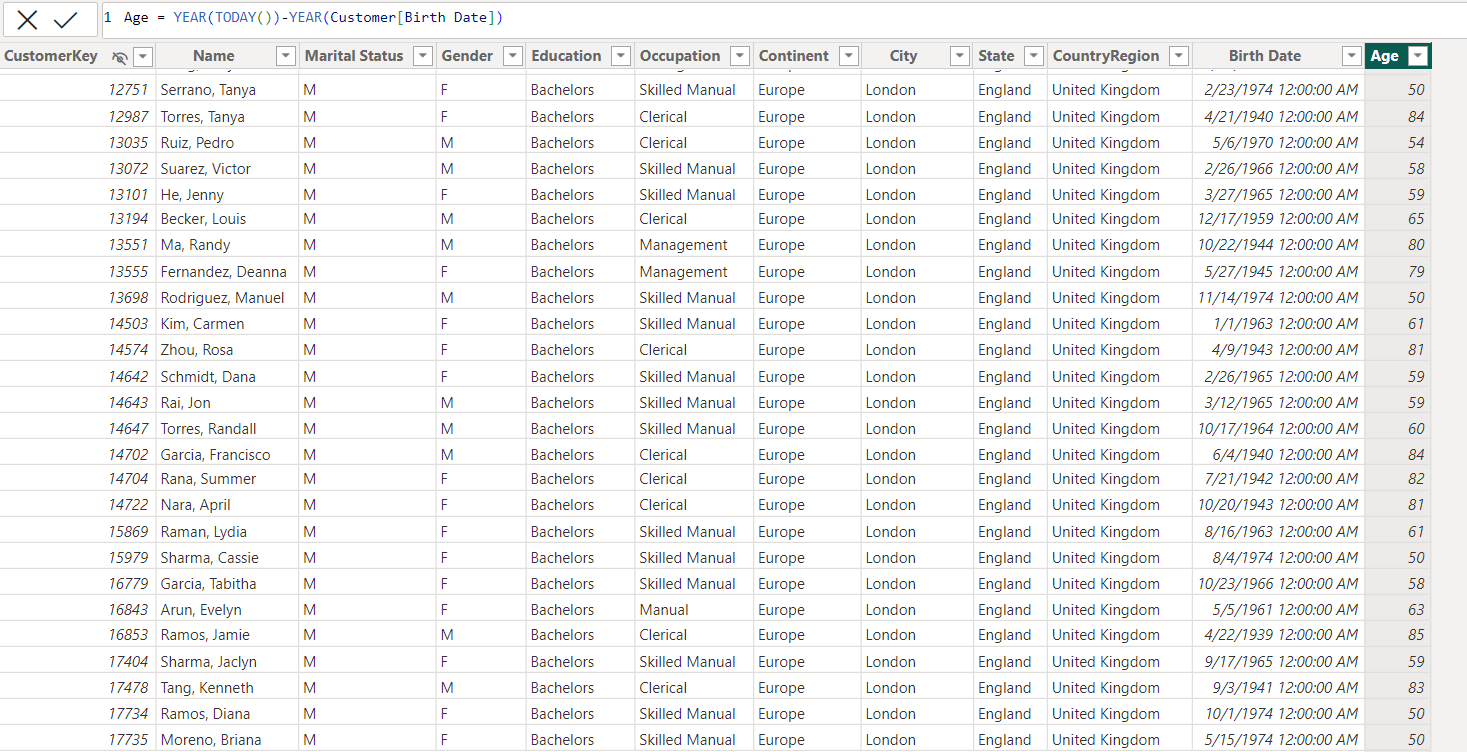 1 Age = YEAR(TODAY())-YEAR(Customer[Birth Date])
CustomerKey Name Marital Status Gender Education Occupation Continent City State CountryRegion Birth Date Age
12751 Serrano, Tanya M F Bachelors Skilled Manual Europe London England United Kingdom 2/23/1974 12:00:00 AM 50
12987 Torres, Tanya M F Bachelors Clerical Europe London England United Kingdom 4/21/1940 12:00:00 AM 84
13035 Ruiz, Pedro M M Bachelors Clerical Europe London England United Kingdom 5/6/1970 12:00:00 AM 54
13072 Suarez, Victor M M Bachelors Skilled Manual Europe London England United Kingdom 2/26/1966 12:00:00 AM 58
13101 He, Jenny M F Bachelors Skilled Manual Europe London England United Kingdom 3/27/1965 12:00:00 AM 59
13194 Becker, Louis M M Bachelors Clerical Europe London England United Kingdom 12/17/1959 12:00:00 AM 65
13551 Ma, Randy M M Bachelors Management Europe London England United Kingdom 10/22/1944 12:00:00 AM 80
13555 Fernandez, Deanna M F Bachelors Management Europe London England United Kingdom 5/27/1945 12:00:00 AM 79
13698 Rodriguez, Manuel M M Bachelors Skilled Manual Europe London England United Kingdom 11/14/1974 12:00:00 AM 50
14503 Kim, Carmen M F Bachelors Skilled Manual Europe London England United Kingdom 1/1/1963 12:00:00 AM 61
14574 Zhou, Rosa M F Bachelors Clerical Europe London England United Kingdom 4/9/1943 12:00:00 AM 81
14642 Schmidt, Dana M F Bachelors Skilled Manual Europe London England United Kingdom 2/26/1965 12:00:00 AM 59
14643 Rai, Jon M M Bachelors Skilled Manual Europe London England United Kingdom 3/12/1965 12:00:00 AM 59
14647 Torres, Randall M M Bachelors Skilled Manual Europe London England United Kingdom 10/17/1964 12:00:00 AM 60
14702 Garcia, Francisco M M Bachelors Clerical Europe London England United Kingdom 6/4/1940 12:00:00 AM 84
14704 Rana, Summer M F Bachelors Clerical Europe London England United Kingdom 7/21/1942 12:00:00 AM 82
14722 Nara, April M F Bachelors Clerical Europe London England United Kingdom 10/20/1943 12:00:00 AM 81
15869 Raman, Lydia M F Bachelors Skilled Manual Europe London England United Kingdom 8/16/1963 12:00:00 AM 61
15979 Sharma, Cassie M F Bachelors Skilled Manual Europe London England United Kingdom 8/4/1974 12:00:00 AM 50
16779 Garcia, Tabitha M F Bachelors Skilled Manual Europe London England United Kingdom 10/23/1966 12:00:00 AM 58
16843 Arun, Evelyn M F Bachelors Manual Europe London England United Kingdom 5/5/1961 12:00:00 AM 63
16853 Ramos, Jamie M M Bachelors Clerical Europe London England United Kingdom 4/22/1939 12:00:00 AM 85
17404 Sharma, Jaclyn M F Bachelors Skilled Manual Europe London England United Kingdom 9/17/1965 12:00:00 AM 59
17478 Tang, Kenneth M M Bachelors Clerical Europe London England United Kingdom 9/3/1941 12:00:00 AM 83
17734 Ramos, Diana M F Bachelors Skilled Manual Europe London England United Kingdom 10/1/1974 12:00:00 AM 50
17735 Moreno, Briana M F Bachelors Skilled Manual Europe London England United Kingdom 5/15/1974 12:00:00 AM 50